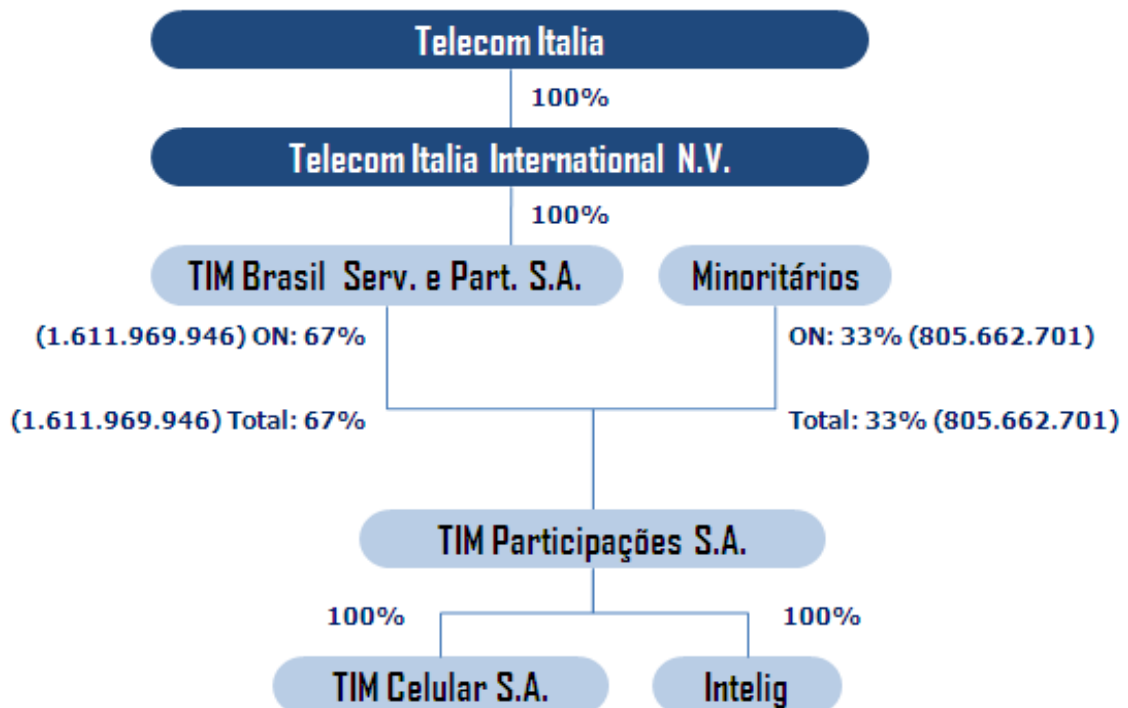 Telecom Italia
100%
Telecom Italia International N.V.
100%
TIM Brasil Serv. e Part. S.A.
Minoritários
(1.611.969.946) ON: 67%
ON: 33% (805.662.701)
(1.611.969.946) Total: 67%
Total: 33% (805.662.701)
TIM Participações S.A.
100%
100%
TIM Celular S.A.
Intelig